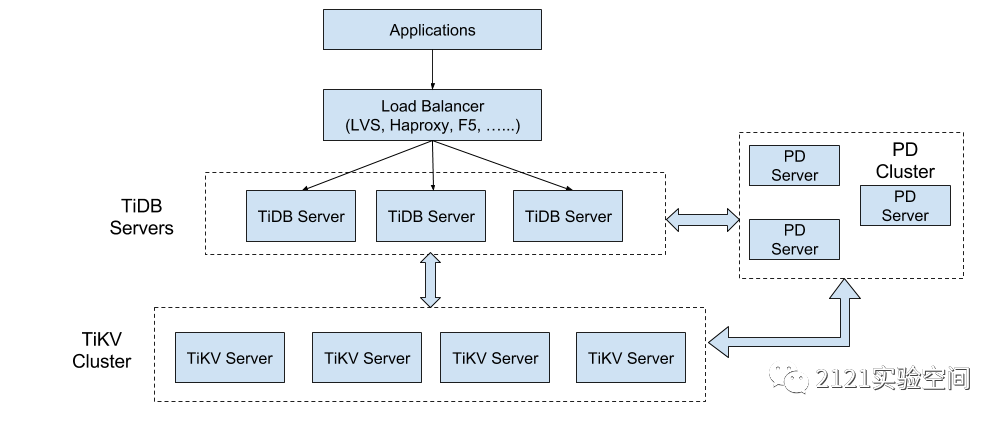 Applications
Load Balancer
(LVS, Haproxy, F5, …...)
TiDB
Servers
TiDB Server
TiDB Server
TiDB Server
PD
Cluster
PD
Server
PD
Server
PD
Server
TiKV
Cluster
TiKV Server
TiKV Server
TiKV Server
TiKV Server
2121实验空间